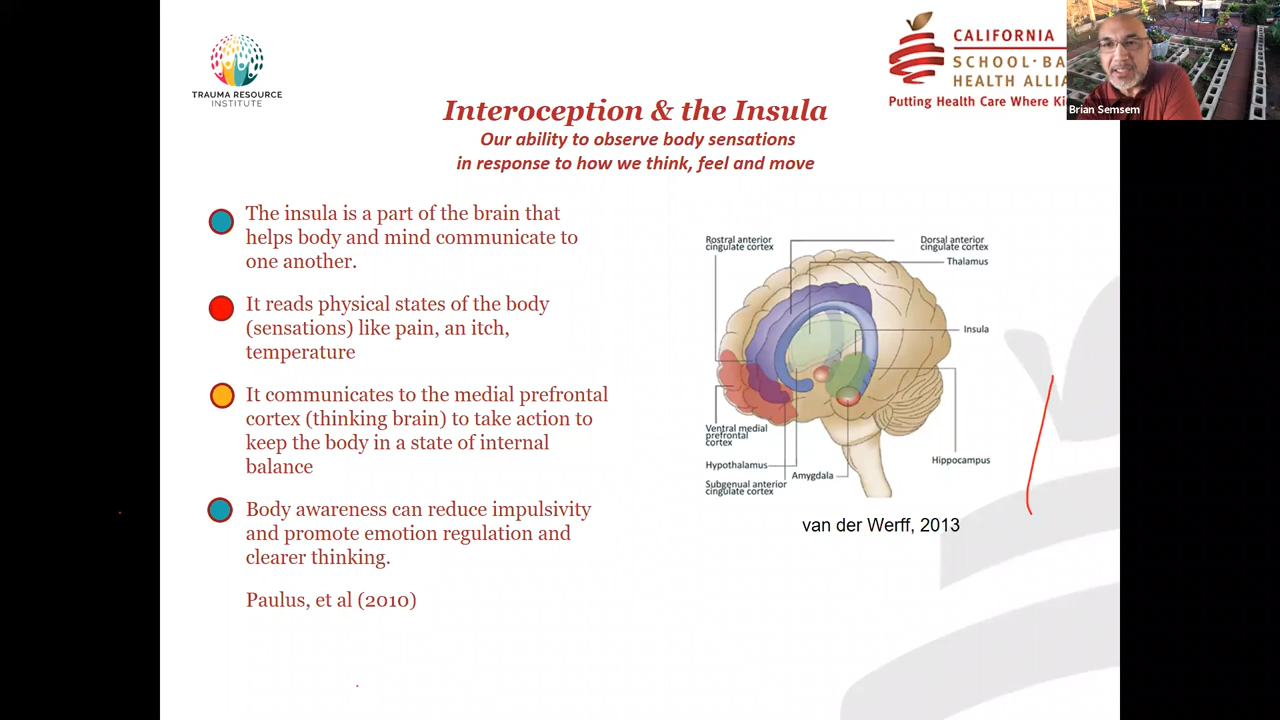 TRAUMA RESOURCE
INSTITUTE
CALIFORNIA
SCHOOL-BA
HEALTH ALLIA
Putting Health Care Where Ki
Brian Semsem
Interoception & the Insula
Our ability to observe body sensations
in response to how we think, feel and move
The insula is a part of the brain that
helps body and mind communicate to
one another.
It reads physical states of the body
(sensations) like pain, an itch,
temperature
It communicates to the medial prefrontal
cortex (thinking brain) to take action to
keep the body in a state of internal
balance
Body awareness can reduce impulsivity
and promote emotion regulation and
clearer thinking.
Paulus, et al (2010)
Rostral anterior
cingulate cortex
Dorsal anterior
cingulate cortex
Thalamus
Insula
Ventral medial
prefrontal
cortex
Hippocampus
Hypothalamus
Amygdala
Subgenual anterior
cingulate cortex
van der Werff, 2013